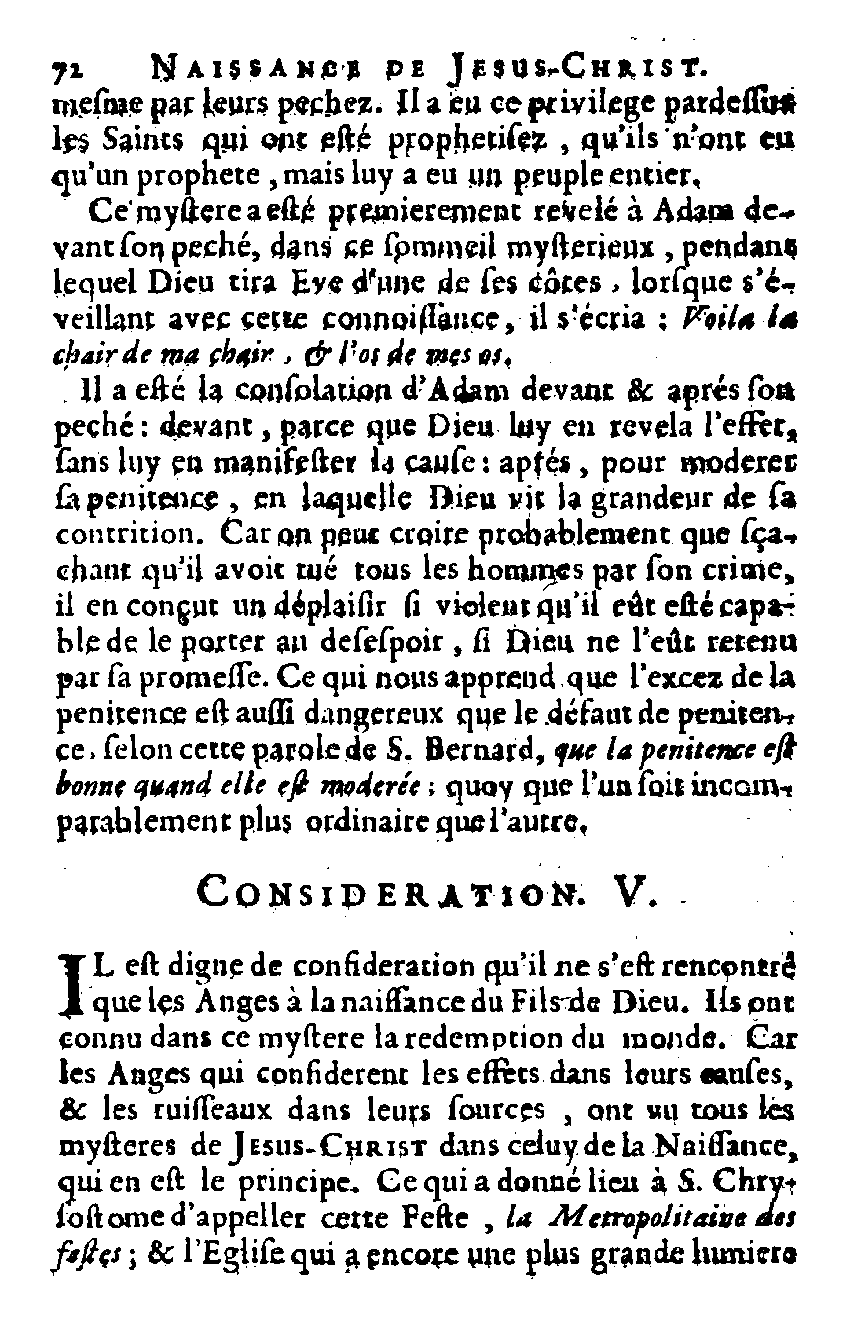 72 NAISSANCE DE JESUS-CHRIST.
meſme par leurs pechez. Il a eu ce privilege pardeſſus
les Saints qui ont eſté prophetiſez , qu'ils n'ont eu
qu'un prophete , mais luy a eu un peuple entier.
Ce myſtere a eſté premierement revelé à Adam de-
vant ſon peché, dans ce ſommeil myſterieux , pendant
lequel Dieu tira Eve d'une de ſes côtes , lorſque s'é-
veillant avec cette connoiſſance, il s'écria : Voila la
chair de ma chair , & l'os de mes os.
Il a eſté la conſolation d'Adam devant & aprés ſon
peché : devant , parce que Dieu luy en revela l'effet,
ſans luy en manifeſter la cauſe : aprés , pour moderer
ſa penitence , en laquelle Dieu vit la grandeur de ſa
contrition. Car on peut croire probablement que ſça-
chant qu'il avoit tué tous les hommes par ſon crime,
il en conçut un déplaiſir ſi violent qu'il eût eſté capa-
ble de le porter au deſeſpoir , ſi Dieu ne l'eût retenu
par ſa promeſſe. Ce qui nous apprend que l'excez de la
penitence eſt auſſi dangereux que le défaut de peniten-
ce, ſelon cette parole de S. Bernard, que la penitence eſt
bonne quand elle eſt moderée ; quoy que l'un ſoit incom-
parablement plus ordinaire que l'autre.
CONSIDERATION. V.
IL eſt digne de conſideration qu'il ne s'eſt rencontré
que les Anges à la naiſſance du Fils de Dieu. Ils ont
connu dans ce myſtere la redemption du monde. Car
les Anges qui conſiderent les effets dans leurs cauſes,
& les ruiſſeaux dans leurs ſources , ont vu tous les
myſteres de JESUS-CHRIST dans celuy de la Naiſſance,
qui en eſt le principe. Ce qui a donné lieu à S. Chry-
ſoſtome d'appeller cette Feſte , la Metropolitaine des
feſtes ; & l'Egliſe qui a encore une plus grande lumiere